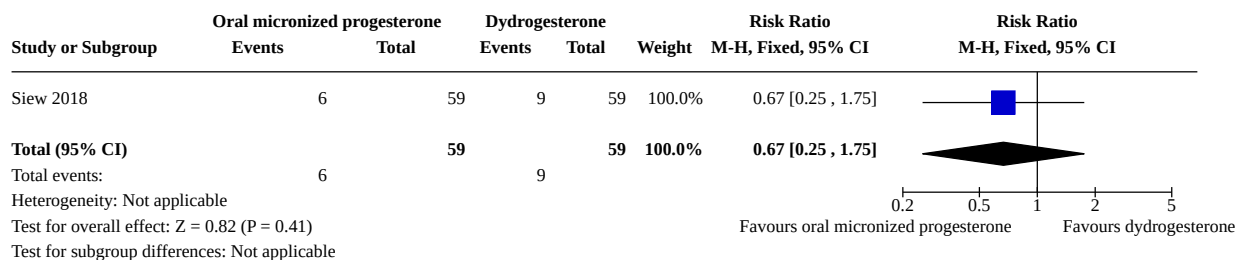 Oral micronized progesterone Dydrogesterone Risk Ratio Risk Ratio
Study or Subgroup Events Total Events Total Weight M-H, Fixed, 95% CI M-H, Fixed, 95% CI
Siew 2018 6 59 9 59 100.0% 0.67 [0.25 , 1.75]
Total (95% CI) 59 59 100.0% 0.67 [0.25 , 1.75]
Total events: 6 9
Heterogeneity: Not applicable
0.2 0.5 1 2 5
Test for overall effect: Z = 0.82 (P = 0.41) Favours oral micronized progesterone Favours dydrogesterone
Test for subgroup differences: Not applicable